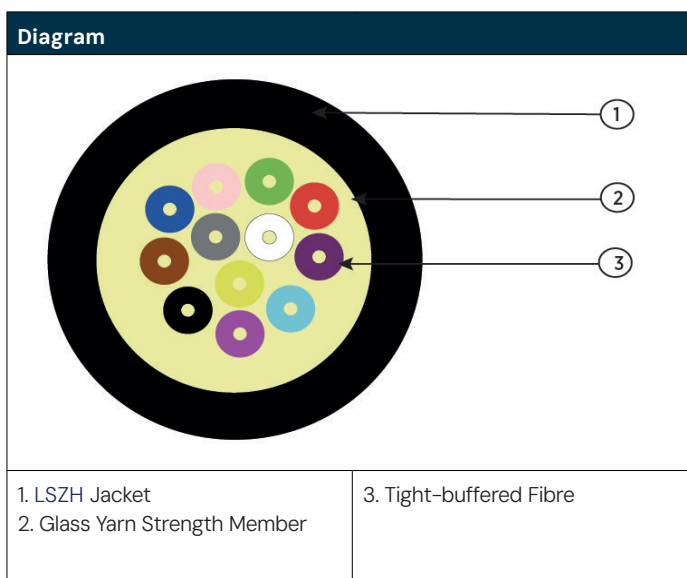 Diagram
1
2
3
1. LSZH Jacket
2. Glass Yarn Strength Member
3. Tight-buffered Fibre